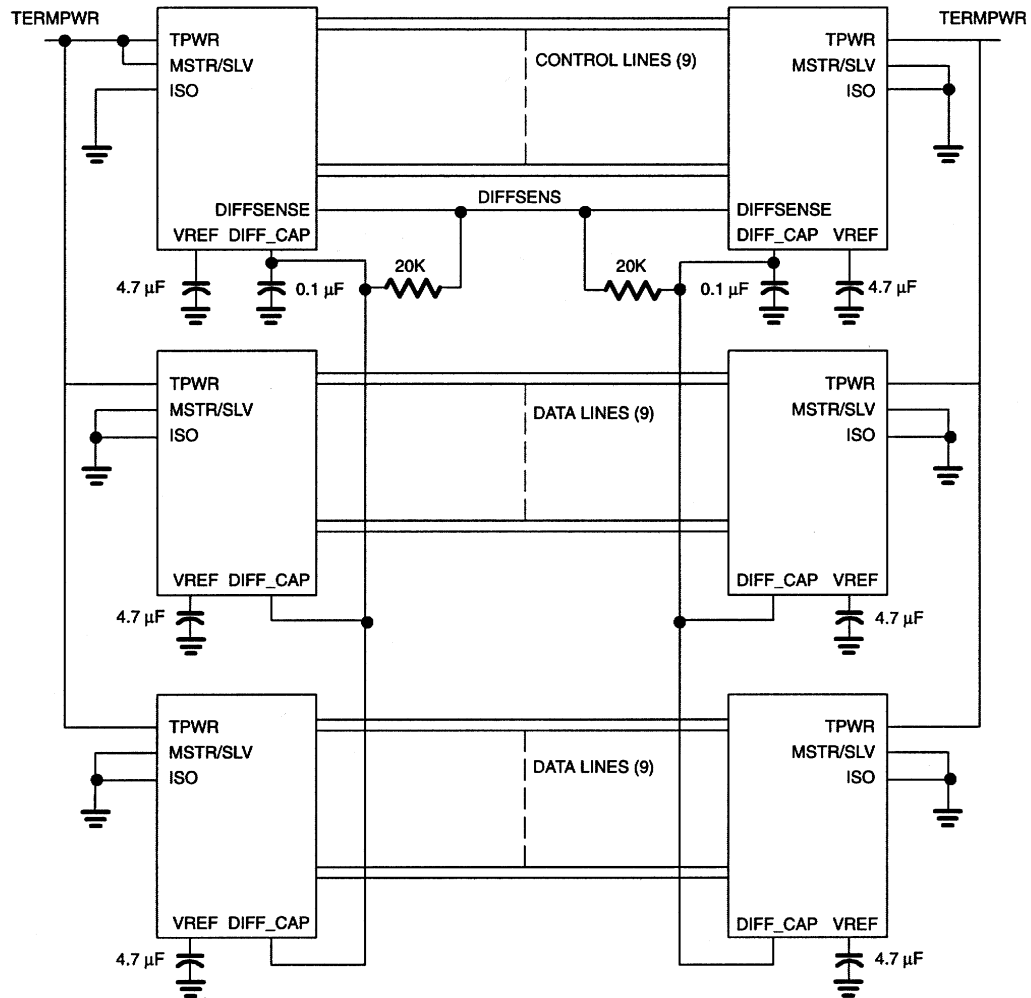 TERMPWR TERMPWR
TPWR TPWR
MSTR/SLV CONTROL LINES (9) MSTR/SLV
ISO ISO
DIFFSENS
DIFFSENSE DIFFSENSE
VREF DIFF_CAP DIFF_CAP VREF
20K 20K
4.7 µF 0.1 µF 0.1 µF 4.7 µF
TPWR TPWR
MSTR/SLV DATA LINES (9) MSTR/SLV
ISO ISO
VREF DIFF_CAP DIFF_CAP VREF
4.7 µF 4.7 µF
TPWR TPWR
MSTR/SLV MSTR/SLV
ISO DATA LINES (9) ISO
VREF DIFF_CAP DIFF_CAP VREF
4.7 µF 4.7 µF